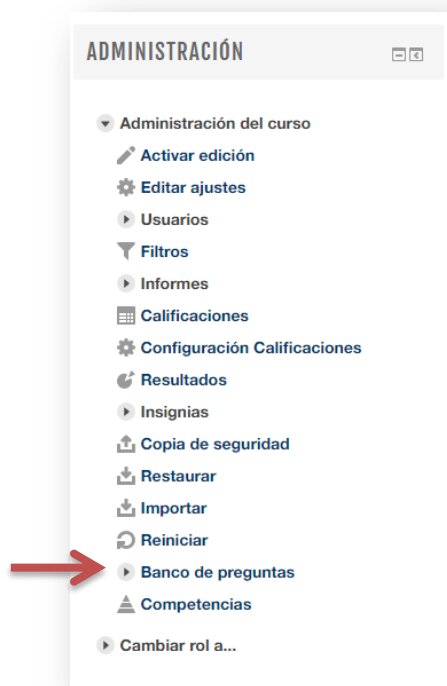 ADMINISTRACIÓN
Administración del curso
Activar edición
Editar ajustes
Usuarios
Filtros
Informes
Calificaciones
Configuración Calificaciones
Resultados
Insignias
Copia de seguridad
Restaurar
Importar
Reiniciar
Banco de preguntas
Competencias
Cambiar rol a...